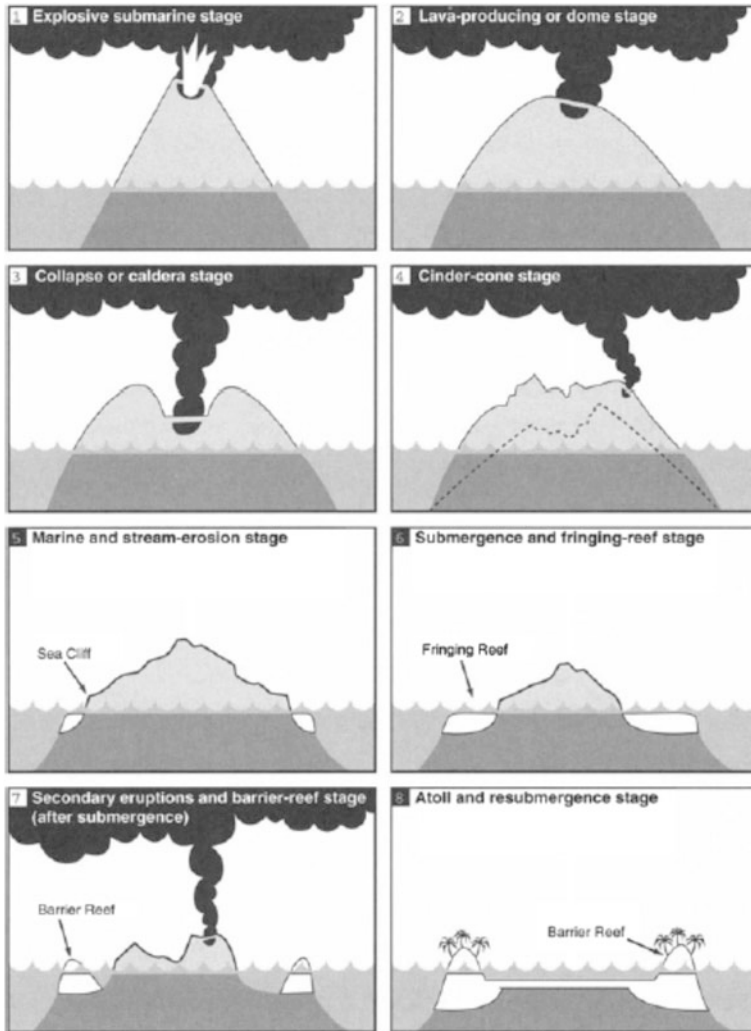 1 Explosive submarine stage
2 Lava-producing or dome stage
3 Collapse or caldera stage
4 Cinder-cone stage
5 Marine and stream-erosion stage
Sea Cliff
6 Submergence and fringing-reef stage
Fringing Reef
7 Secondary eruptions and barrier-reef stage
(after submergence)
Barrier Reef
8 Atoll and resubmergence stage
Barrier Reef